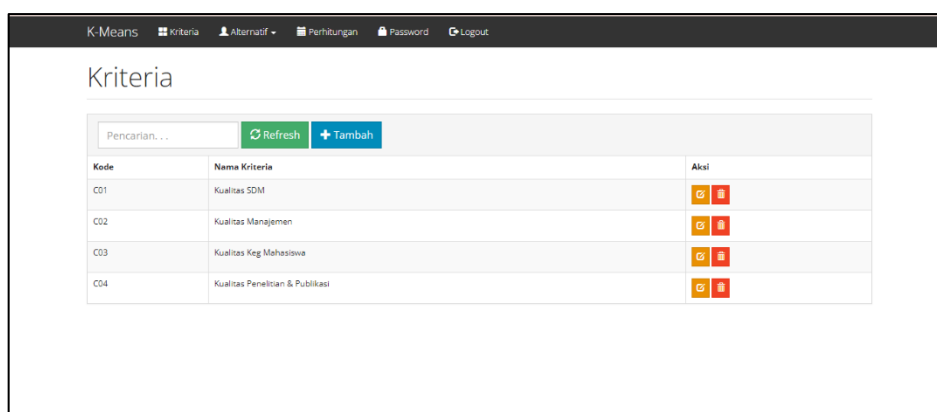 K-Means Kriteria Alternatif Perhitungan Password Logout
Kriteria
Pencarian. . . Refresh Tambah
Kode Nama Kriteria Aksi
C01 Kualitas SDM
C02 Kualitas Manajemen
C03 Kualitas Keg Mahasiswa
C04 Kualitas Penelitian & Publikasi